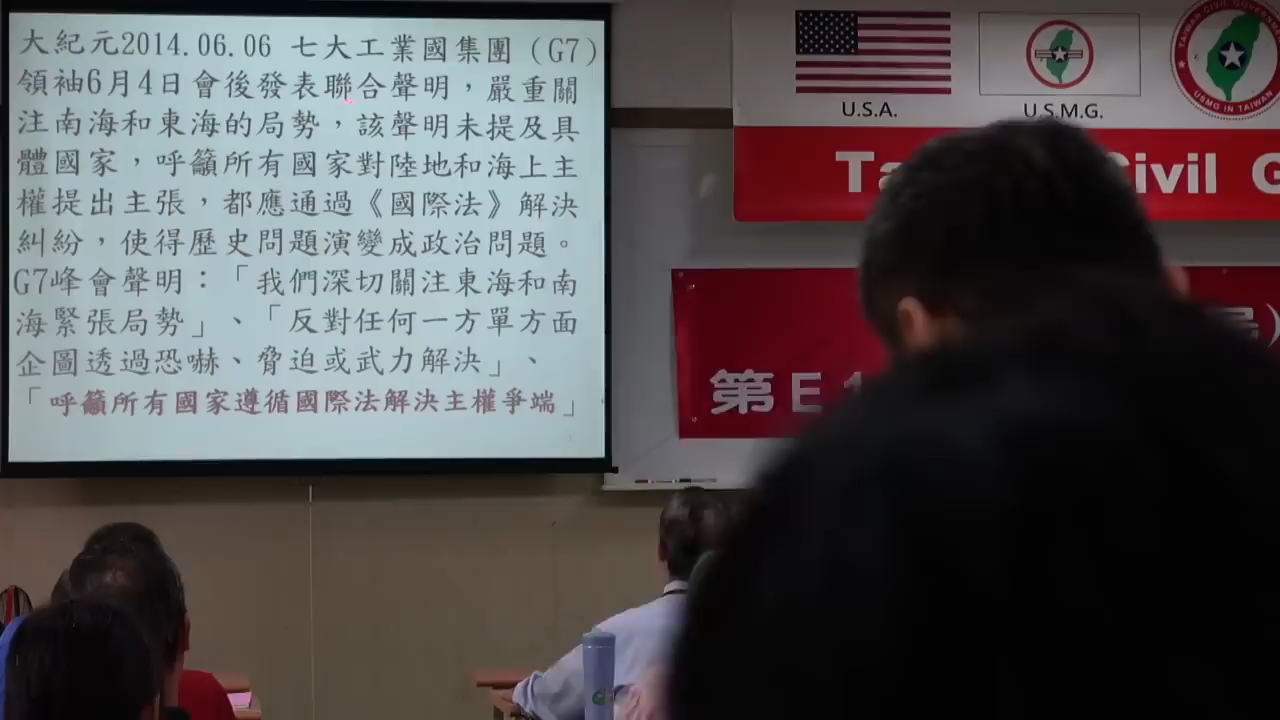 大紀元2014.06.06 七大工業國集團（G7）
領袖6月4日會後發表聯合聲明，嚴重關
注南海和東海的局勢，該聲明未提及具
體國家，呼籲所有國家對陸地和海上主
權提出主張，都應通過《國際法》解決
糾紛，使得歷史問題演變成政治問題。
G7峰會聲明：「我們深切關注東海和南
海緊張局勢」、「反對任何一方單方面
企圖透過恐嚇、脅迫或武力解決」、
「呼籲所有國家遵循國際法解決主權爭端」
U.S.A.
U.S.M.G.
TAIWAN CIVIL GOVERNMENT
USMG IN TAIWAN
Civil G
第E1